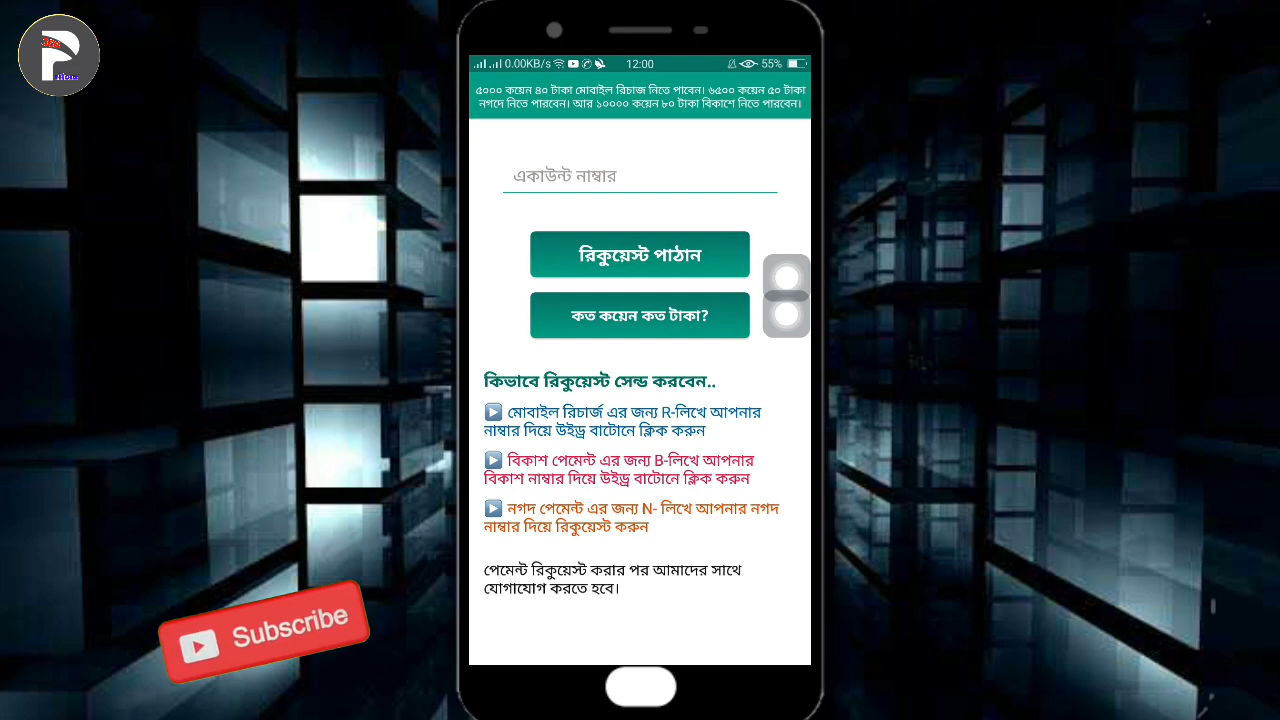 0.00KB/s
12:00
55%
৫০০০ কয়েন ৪০ টাকা মোবাইল রিচাজ নিতে পাবেন। ৬৫০০ কয়েন ৫০ টাকা
নগদে নিতে পারবেন। আর ১০০০০ কয়েন ৮০ টাকা বিকাশে নিতে পারবেন।
একাউন্ট নাম্বার
রিকুয়েস্ট পাঠান
কত কয়েন কত টাকা?
কিভাবে রিকুয়েস্ট সেন্ড করবেন..
মোবাইল রিচার্জ এর জন্য R-লিখে আপনার
নাম্বার দিয়ে উইড্র বাটোনে ক্লিক করুন
বিকাশ পেমেন্ট এর জন্য B-লিখে আপনার
বিকাশ নাম্বার দিয়ে উইড্র বাটোনে ক্লিক করুন
নগদ পেমেন্ট এর জন্য N- লিখে আপনার নগদ
নাম্বার দিয়ে রিকুয়েস্ট করুন
পেমেন্ট রিকুয়েস্ট করার পর আমাদের সাথে
যোগাযোগ করতে হবে।
Subscribe